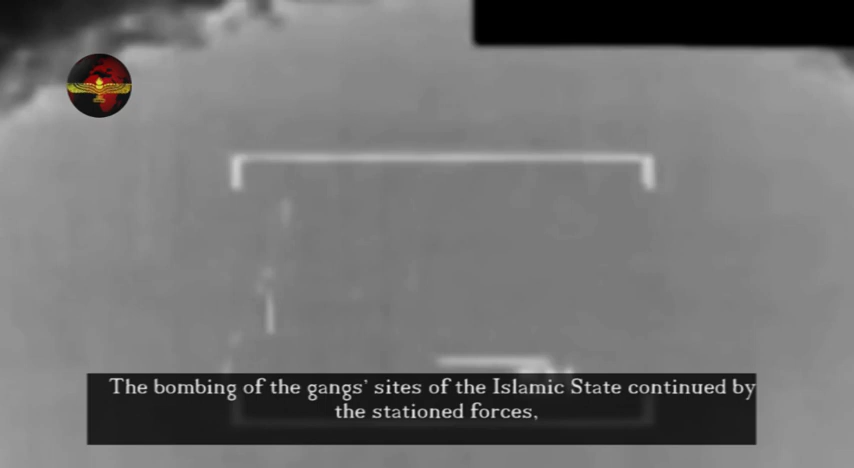 The bombing of the gangs' sites of the Islamic State continued by
the stationed forces,